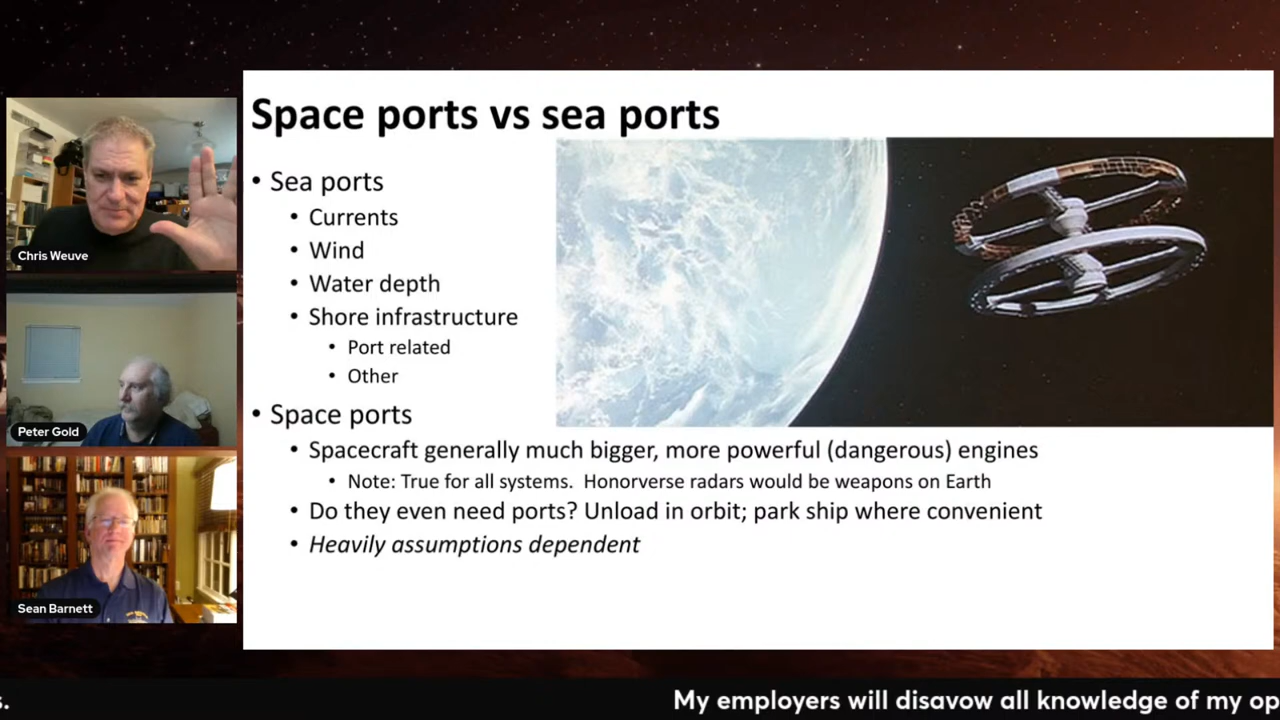 Space ports vs sea ports
• Sea ports
• Currents
• Wind
• Water depth
• Shore infrastructure
• Port related
• Other
• Space ports
• Spacecraft generally much bigger, more powerful (dangerous) engines
• Note: True for all systems. Honorverse radars would be weapons on Earth
• Do they even need ports? Unload in orbit; park ship where convenient
• Heavily assumptions dependent
Chris Weuve
Peter Gold
Sean Barnett
s. My employers will disavow all knowledge of my op